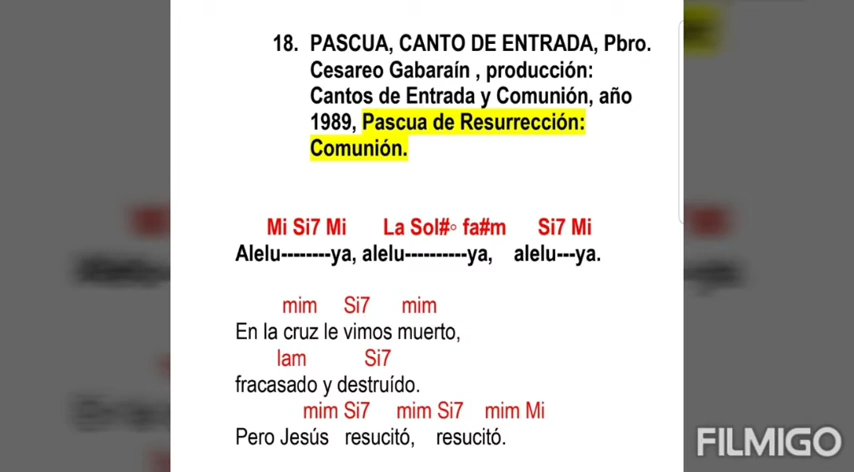 18. PASCUA, CANTO DE ENTRADA, Pbro.
Cesareo Gabaraín , producción:
Cantos de Entrada y Comunión, año
1989, Pascua de Resurrección:
Comunión.
Mi Si7 Mi La Sol#◦ fa#m Si7 Mi
Alelu--------ya, alelu----------ya, alelu---ya.
mim Si7 mim
En la cruz le vimos muerto,
lam Si7
fracasado y destruído.
mim Si7 mim Si7 mim Mi
Pero Jesús resucitó, resucitó.
FILMIGO